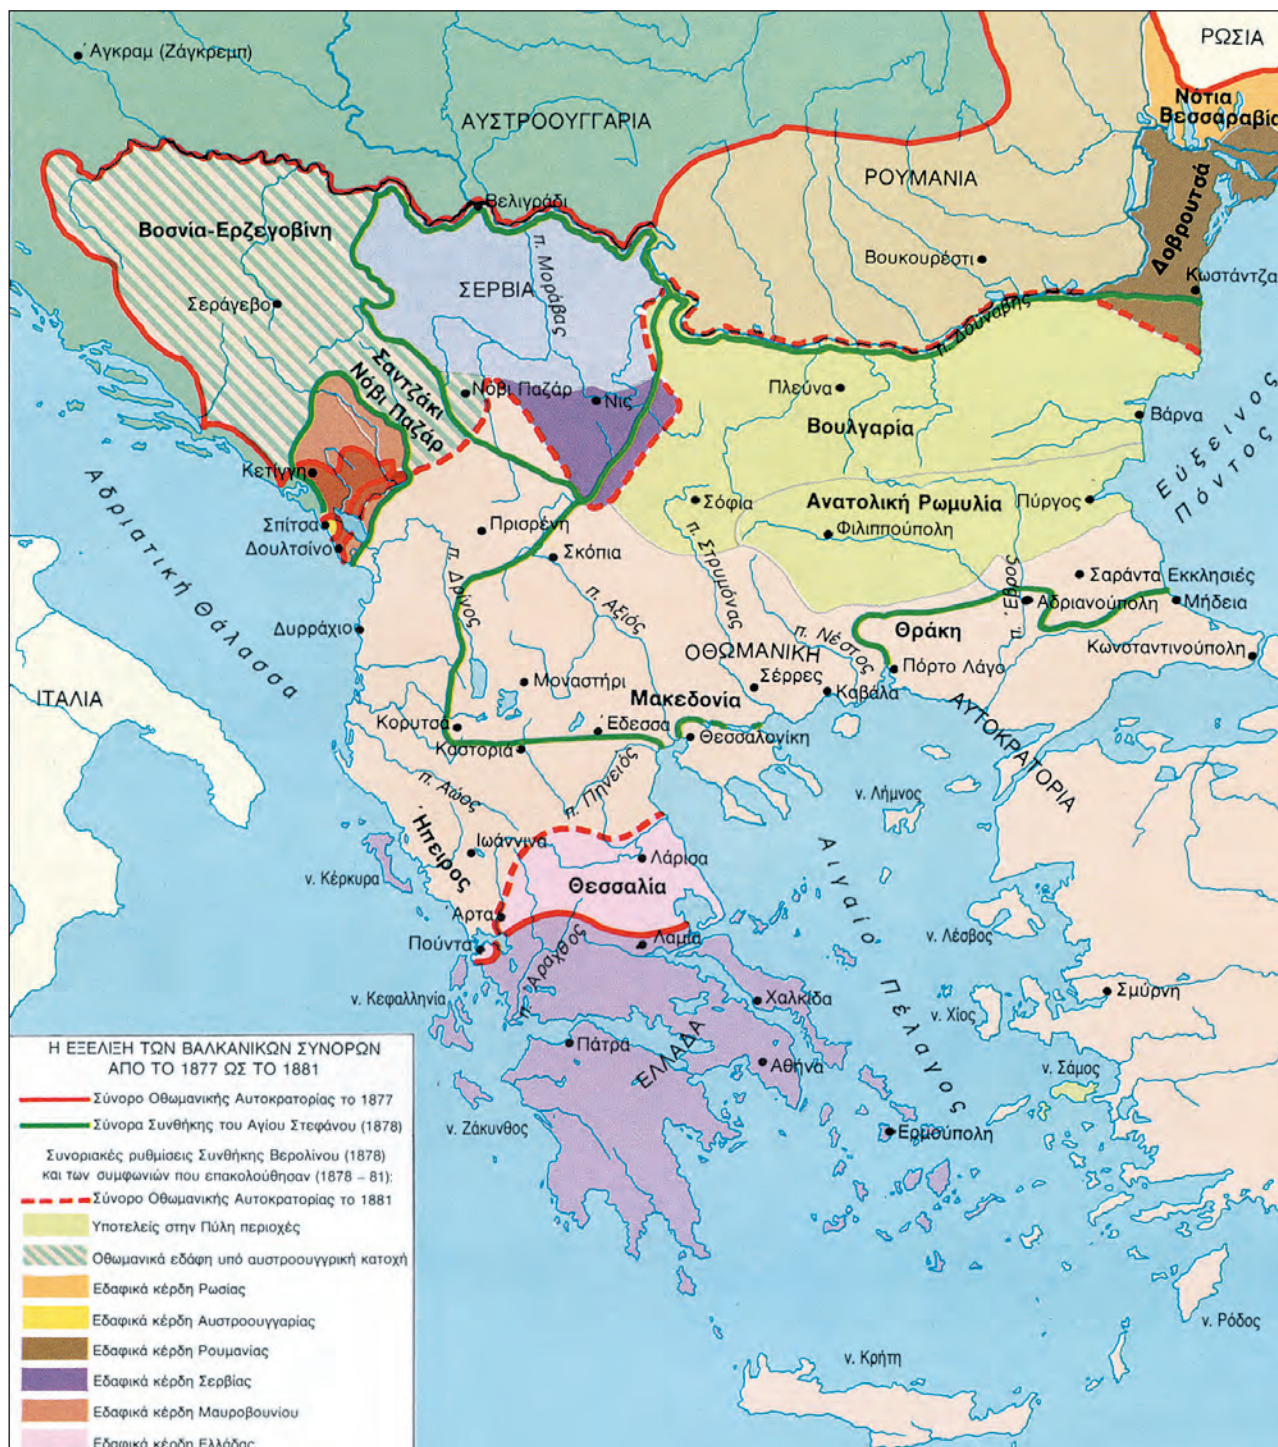 ΄Αγκραμ (Ζάγκρεμπ)
ΡΩΣΙΑ
Νότια
Βεσσαραβία
ΑΥΣΤΡΟΟΥΓΓΑΡΙΑ
ΡΟΥΜΑΝΙΑ
Δοβρουτσά
Βελιγράδι
Βοσνία-Ερζεγοβίνη
π. Μοράβας
Βουκουρέστι
Κωστάντζα
ΣΕΡΒΙΑ
Σεράγεβο
π. Δούναβης
Σαντζάκι
Νόβι Παζάρ
Νόβι Παζάρ
Νις
Πλεύνα
Βάρνα
Βουλγαρία
Εύξεινος
Πόντος
Κετίγγη
Σόφια
Ανατολική Ρωμυλία
Πύργος
Σπίτσα
Πρισρένη
Φιλιππούπολη
Δουλτσίνο
Σκόπια
π. Δρίνος
π. Στρυμόνας
π. Έβρος
Σαράντα Εκκλησιές
Αδριατική Θάλασσα
π. Αξιός
π. Νέστος
Αδριανούπολη
Μήδεια
Δυρράχιο
Θράκη
Κωνσταντινούπολη
ΟΘΩΜΑΝΙΚΗ
Πόρτο Λάγο
ΙΤΑΛΙΑ
Μοναστήρι
Σέρρες
Μακεδονία
Καβάλα
ΑΥΤΟΚΡΑΤΟΡΙΑ
Κορυτσά
΄Εδεσσα
Θεσσαλονίκη
Καστοριά
π. Αώος
π. Πηνειός
ν. Λήμνος
Ήπειρος
Ιωάννινα
Λάρισα
ν. Κέρκυρα
Θεσσαλία
Αιγαίο Πέλαγος
΄Αρτα
Πούντα
Λαμία
ν. Λέσβος
π. ΄Αραχθος
ν. Κεφαλληνία
Χαλκίδα
Σμύρνη
ν. Χίος
Πάτρα
ΕΛΛΑΔΑ
Αθήνα
ν. Σάμος
ν. Ζάκυνθος
Ερμούπολη
ν. Ρόδος
ν. Κρήτη
Η ΕΞΕΛΙΞΗ ΤΩΝ ΒΑΛΚΑΝΙΚΩΝ ΣΥΝΟΡΩΝ
ΑΠΟ ΤΟ 1877 ΩΣ ΤΟ 1881
Σύνορο Οθωμανικής Αυτοκρατορίας το 1877
Σύνορα Συνθήκης του Αγίου Στεφάνου (1878)
Συνοριακές ρυθμίσεις Συνθήκης Βερολίνου (1878)
και των συμφωνιών που επακολούθησαν (1878 – 81):
Σύνορο Οθωμανικής Αυτοκρατορίας το 1881
Υποτελείς στην Πύλη περιοχές
Οθωμανικά εδάφη υπό αυστροουγγρική κατοχή
Εδαφικά κέρδη Ρωσίας
Εδαφικά κέρδη Αυστροουγγαρίας
Εδαφικά κέρδη Ρουμανίας
Εδαφικά κέρδη Σερβίας
Εδαφικά κέρδη Μαυροβουνίου
Εδαφικά κέρδη Ελλάδας